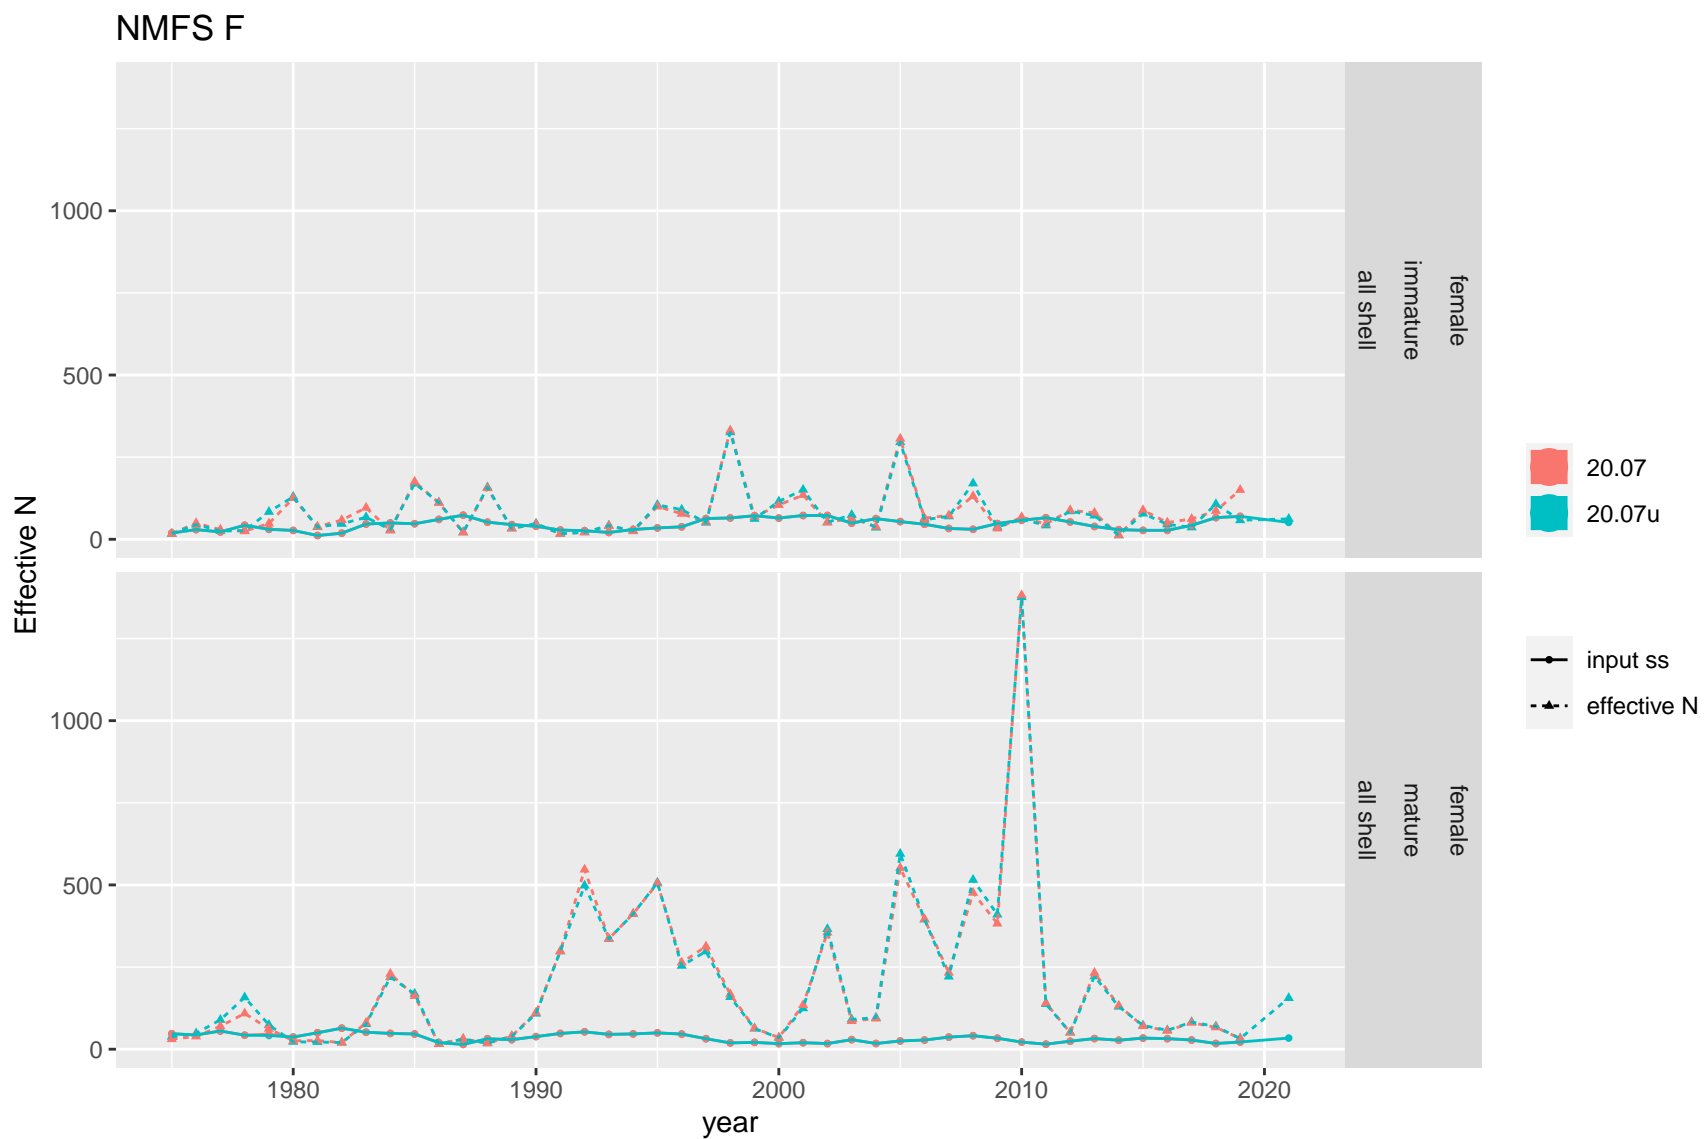 NMFS F
Effective N
1000
500
0
all shell
immature
female
1000
500
0
all shell
mature
female
1980
1990
2000
2010
2020
year
20.07
20.07u
input ss
effective N